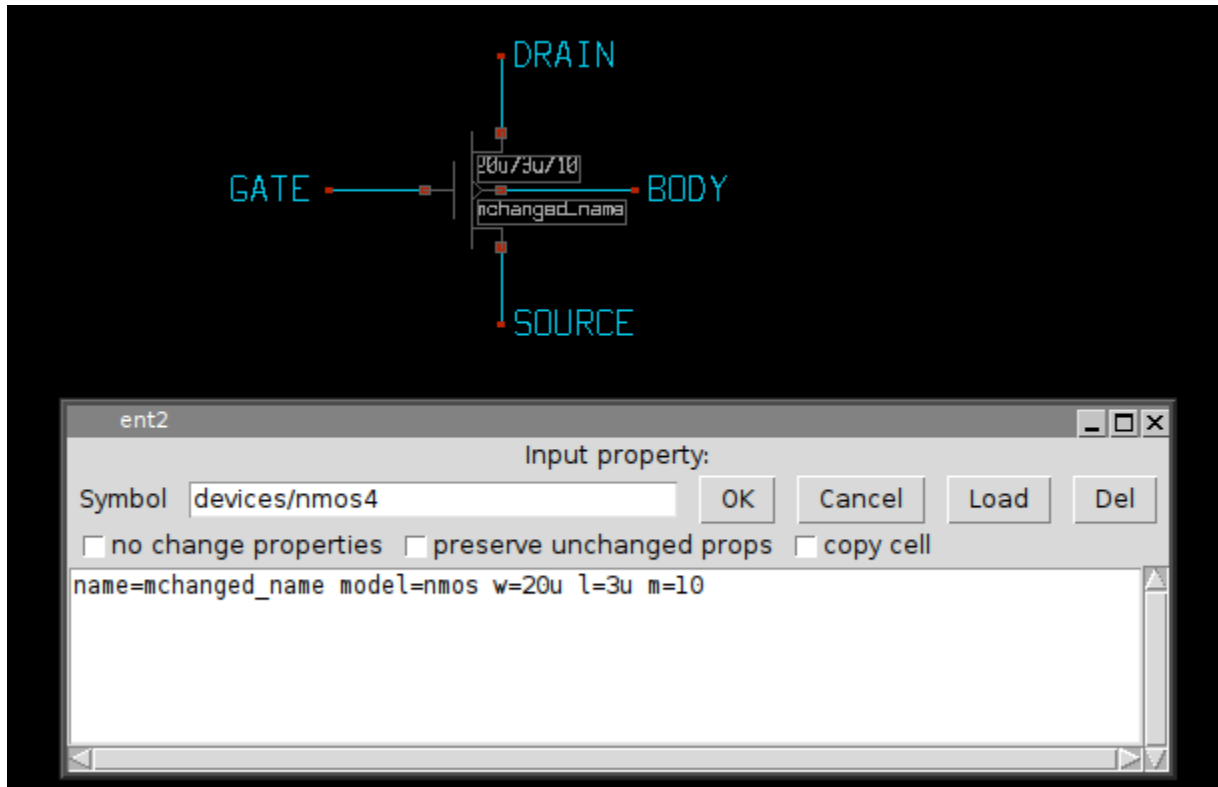 DRAIN
20u/3u/10
GATE
BODY
mchanged_name
SOURCE
ent2
Input property:
Symbol devices/nmos4 OK Cancel Load Del
no change properties preserve unchanged props copy cell
name=mchanged_name model=nmos w=20u l=3u m=10